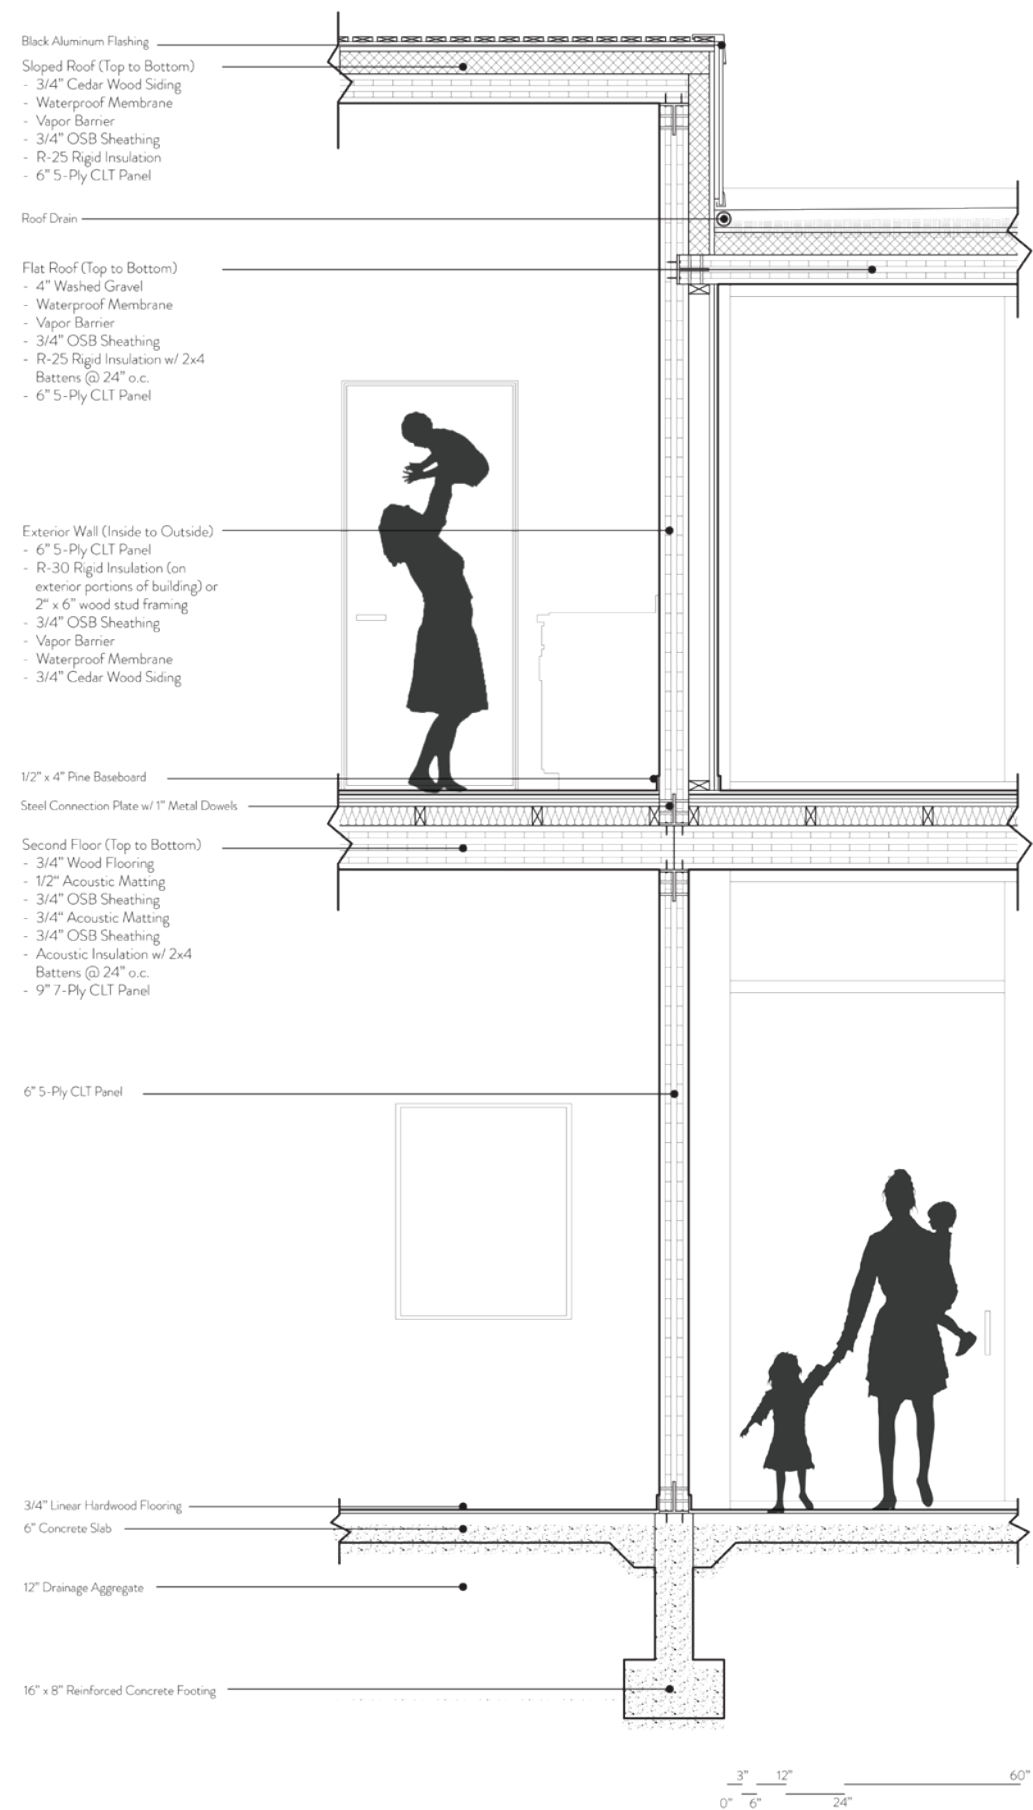 Black Aluminum Flashing
Sloped Roof (Top to Bottom)
- 3/4” Cedar Wood Siding
- Waterproof Membrane
- Vapor Barrier
- 3/4” OSB Sheathing
- R-25 Rigid Insulation
- 6” 5-Ply CLT Panel
Roof Drain
Flat Roof (Top to Bottom)
- 4” Washed Gravel
- Waterproof Membrane
- Vapor Barrier
- 3/4” OSB Sheathing
- R-25 Rigid Insulation w/ 2x4
Battens @ 24” o.c.
- 6” 5-Ply CLT Panel
Exterior Wall (Inside to Outside)
- 6” 5-Ply CLT Panel
- R-30 Rigid Insulation (on
exterior portions of building) or
2“ x 6” wood stud framing
- 3/4” OSB Sheathing
- Vapor Barrier
- Waterproof Membrane
- 3/4” Cedar Wood Siding
1/2” x 4” Pine Baseboard
Steel Connection Plate w/ 1” Metal Dowels
Second Floor (Top to Bottom)
- 3/4” Wood Flooring
- 1/2“ Acoustic Matting
- 3/4” OSB Sheathing
- 3/4“ Acoustic Matting
- 3/4” OSB Sheathing
- Acoustic Insulation w/ 2x4
Battens @ 24” o.c.
- 9” 7-Ply CLT Panel
6” 5-Ply CLT Panel
3/4” Linear Hardwood Flooring
6” Concrete Slab
12” Drainage Aggregate
16” x 8” Reinforced Concrete Footing
3” 12” 60”
0” 6” 24”